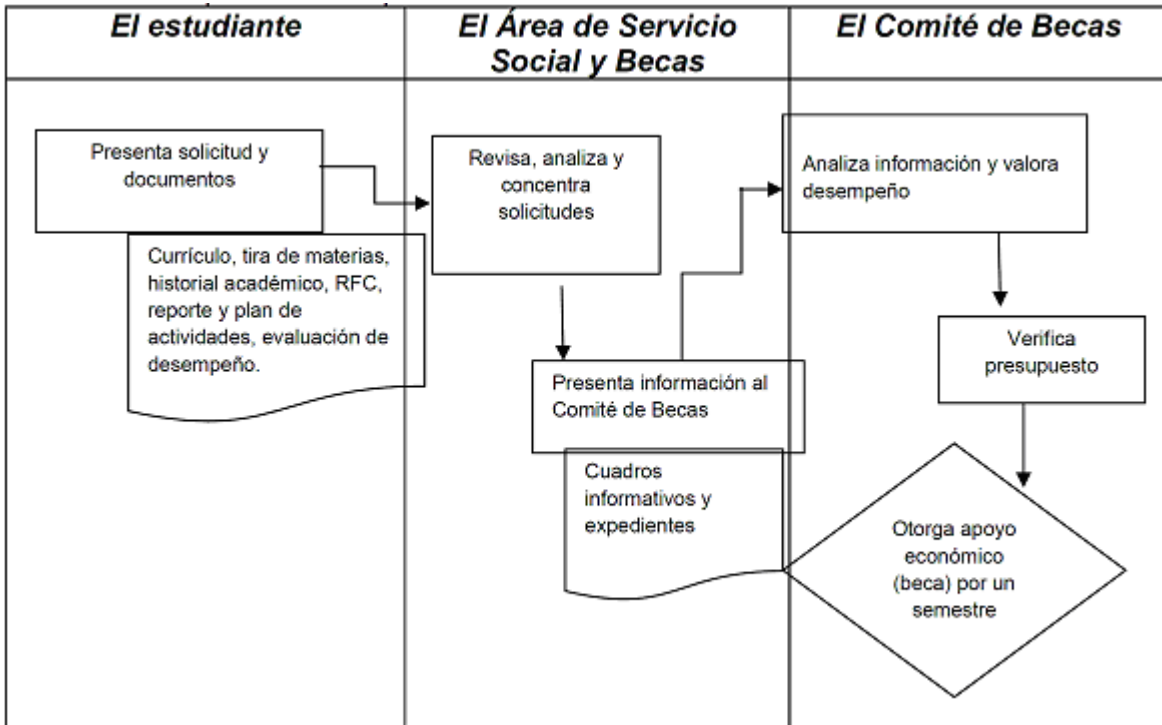 El estudiante
El Área de Servicio
Social y Becas
El Comité de Becas
Presenta solicitud y
documentos
Currículo, tira de materias,
historial académico, RFC,
reporte y plan de
actividades, evaluación de
desempeño.
Revisa, analiza y
concentra
solicitudes
Presenta información al
Comité de Becas
Cuadros
informativos y
expedientes
Analiza información y valora
desempeño
Verifica
presupuesto
Otorga apoyo
económico
(beca) por un
semestre